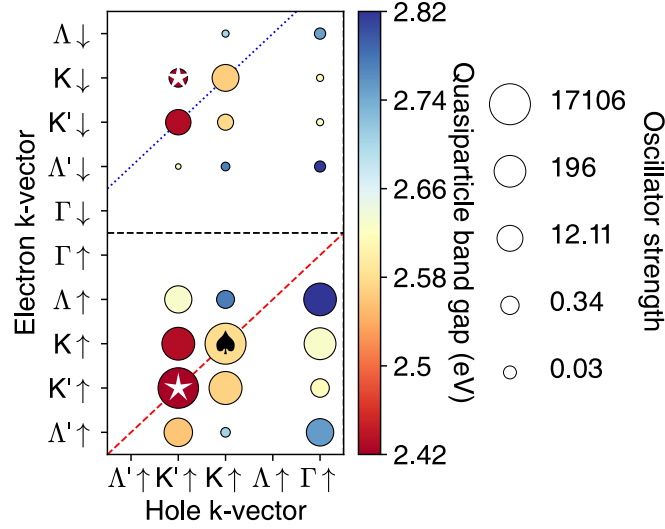 Electron k-vector
Λ↓
K↓
K'↓
Λ'↓
Γ↓
Γ↑
Λ↑
K↑
K'↑
Λ'↑
Λ'↑ K'↑ K↑ Λ↑ Γ↑
Hole k-vector
2.82
2.74
2.66
2.58
2.5
2.42
Quasiparticle band gap (eV)
17106
196
12.11
0.34
0.03
Oscillator strength